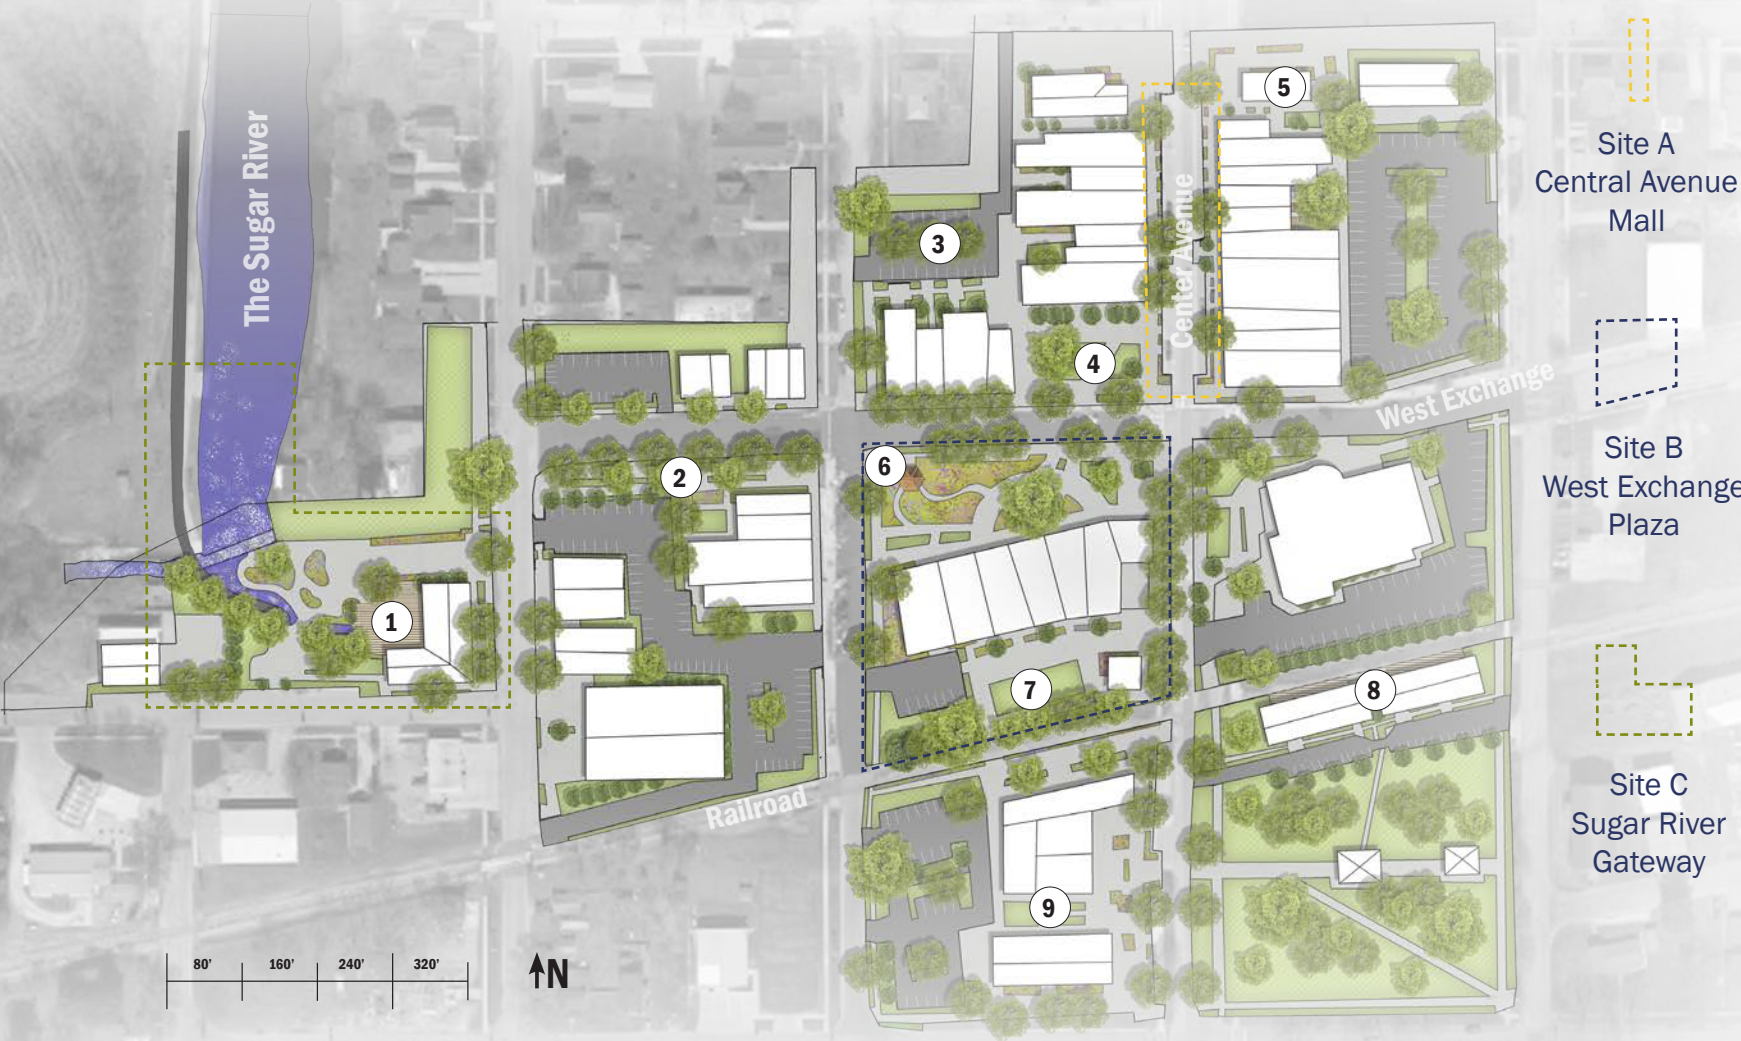 The Sugar River
Center Avenue
West Exchange
Railroad
1
2
3
4
5
6
7
8
9
80'
160'
240'
320'
N
Site A
Central Avenue
Mall
Site B
West Exchange
Plaza
Site C
Sugar River
Gateway